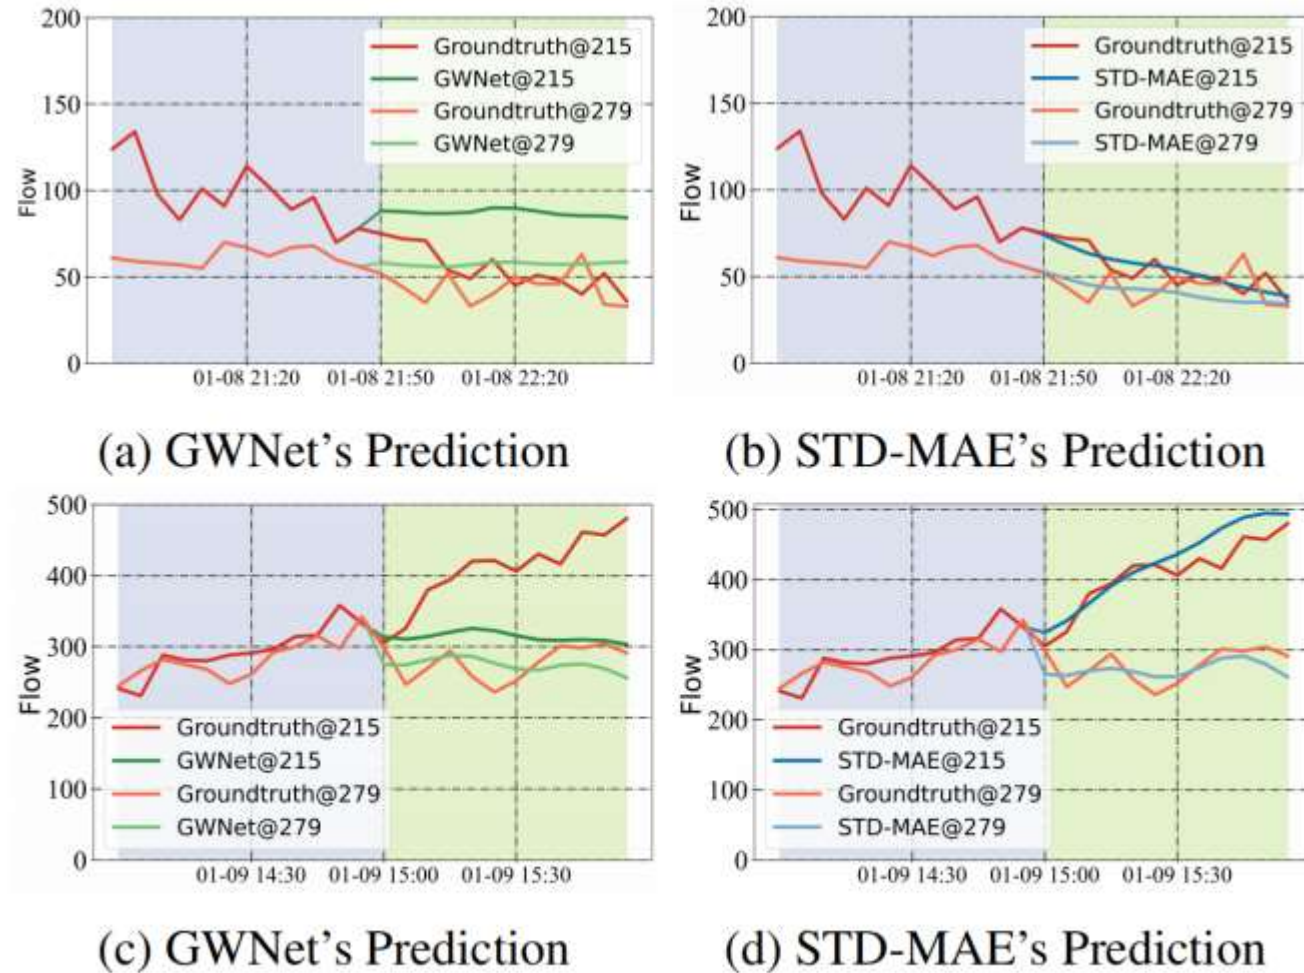 200
150
100
50
0
Flow
Groundtruth@215
GWNet@215
Groundtruth@279
GWNet@279
01-08 21:20
01-08 21:50
01-08 22:20
(a) GWNet's Prediction
200
150
100
50
0
Flow
Groundtruth@215
STD-MAE@215
Groundtruth@279
STD-MAE@279
01-08 21:20
01-08 21:50
01-08 22:20
(b) STD-MAE's Prediction
500
400
300
200
100
0
Flow
Groundtruth@215
GWNet@215
Groundtruth@279
GWNet@279
01-09 14:30
01-09 15:00
01-09 15:30
(c) GWNet's Prediction
500
400
300
200
100
0
Flow
Groundtruth@215
STD-MAE@215
Groundtruth@279
STD-MAE@279
01-09 14:30
01-09 15:00
01-09 15:30
(d) STD-MAE's Prediction